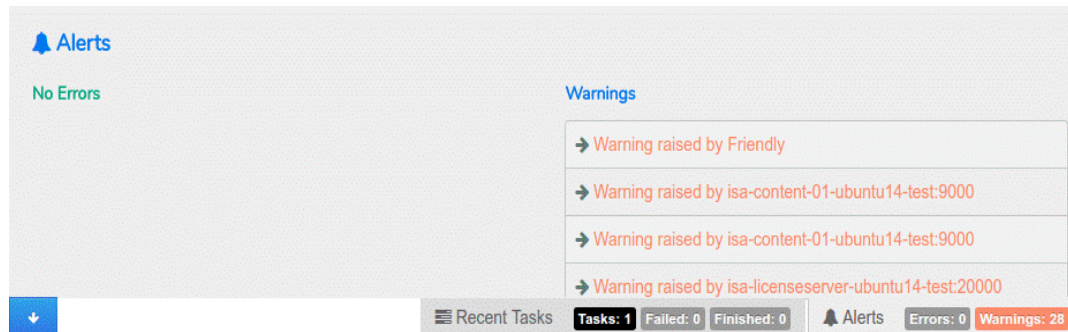 Alerts
No Errors
Warnings
Warning raised by Friendly
Warning raised by isa-content-01-ubuntu14-test:9000
Warning raised by isa-content-01-ubuntu14-test:9000
Warning raised by isa-licenseserver-ubuntu14-test:20000
Recent Tasks Tasks: 1 Failed: 0 Finished: 0 Alerts Errors: 0 Warnings: 28